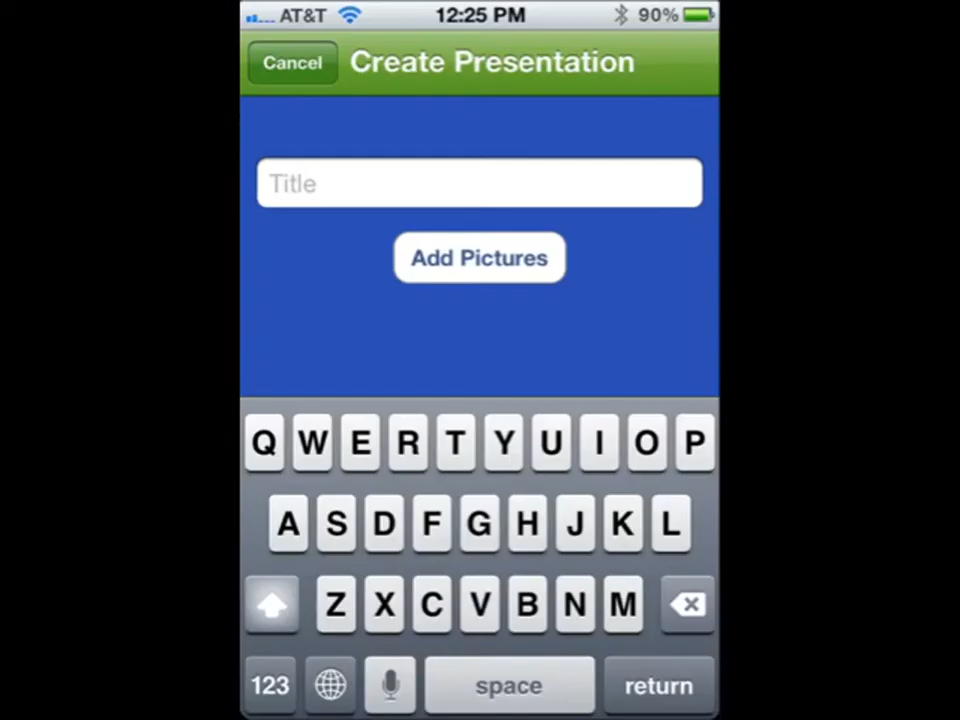 AT&T 12:25 PM 90%
Cancel Create Presentation
Title
Add Pictures
Q W E R T Y U I O P
A S D F G H J K L
Z X C V B N M
123 space return